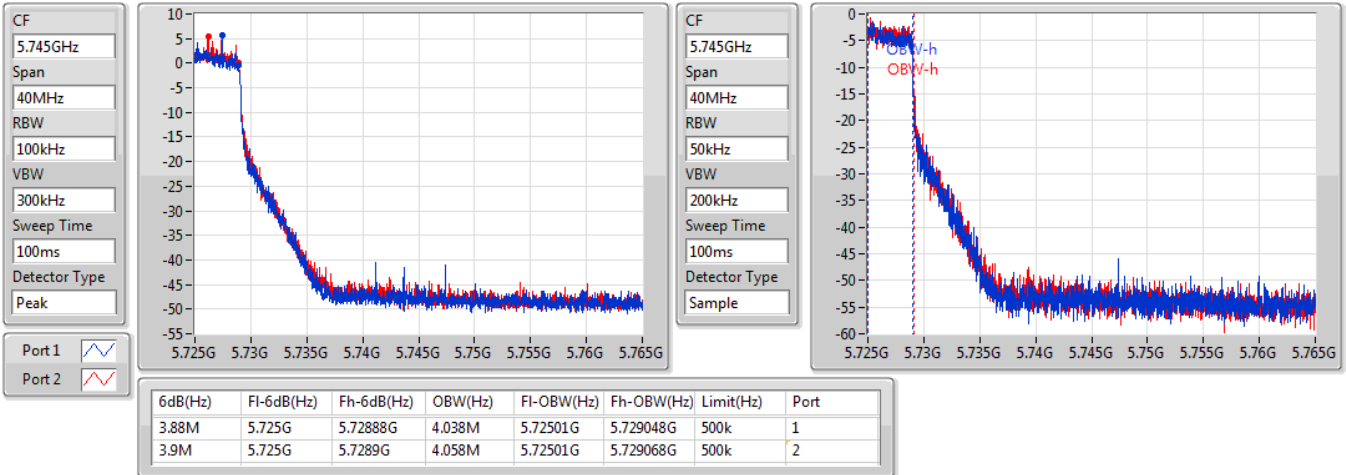 CF
5.745GHz
Span
40MHz
RBW
100kHz
VBW
300kHz
Sweep Time
100ms
Detector Type
Peak
10
5
0
-5
-10
-15
-20
-25
-30
-35
-40
-45
-50
-55
5.725G 5.73G 5.735G 5.74G 5.745G 5.75G 5.755G 5.76G 5.765G
CF
5.745GHz
Span
40MHz
RBW
50kHz
VBW
200kHz
Sweep Time
100ms
Detector Type
Sample
0
-5
-10
-15
-20
-25
-30
-35
-40
-45
-50
-55
-60
OBW-h
OBW-h
5.725G 5.73G 5.735G 5.74G 5.745G 5.75G 5.755G 5.76G 5.765G
Port 1
Port 2
6dB(Hz) Fl-6dB(Hz) Fh-6dB(Hz) OBW(Hz) Fl-OBW(Hz) Fh-OBW(Hz) Limit(Hz) Port
3.88M 5.725G 5.72888G 4.038M 5.72501G 5.729048G 500k 1
3.9M 5.725G 5.7289G 4.058M 5.72501G 5.729068G 500k 2